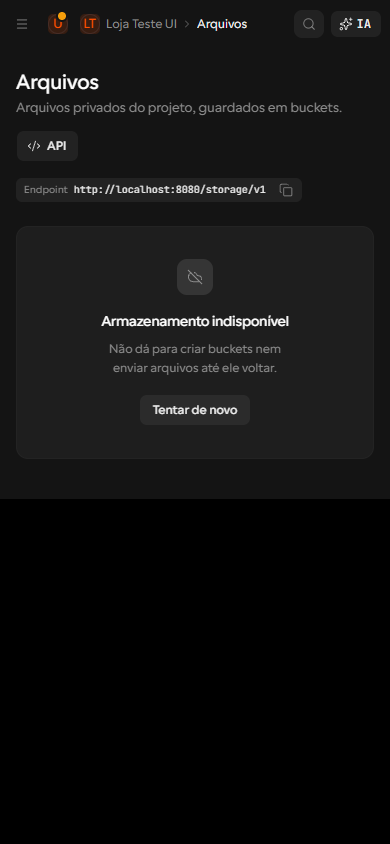 U LT Loja Teste UI > Arquivos IA
Arquivos
Arquivos privados do projeto, guardados em buckets.
</> API
Endpoint http://localhost:8080/storage/v1
Armazenamento indisponível
Não dá para criar buckets nem
enviar arquivos até ele voltar.
Tentar de novo